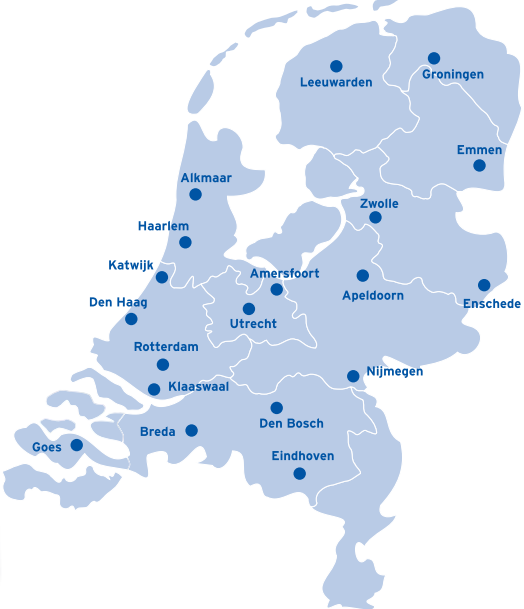 Groningen
Leeuwarden
Emmen
Alkmaar
Zwolle
Haarlem
Katwijk
Amersfoort
Apeldoorn
Den Haag
Enschede
Utrecht
Rotterdam
Nijmegen
Klaaswaal
Den Bosch
Breda
Goes
Eindhoven